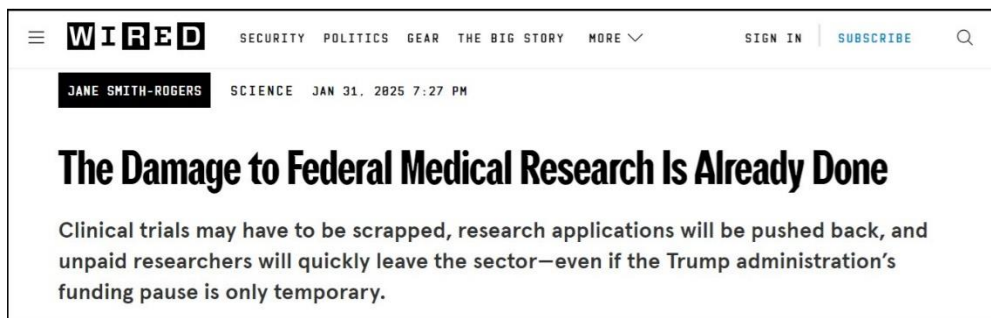 WIRED SECURITY POLITICS GEAR THE BIG STORY MORE SIGN IN SUBSCRIBE
JANE SMITH-ROGERS SCIENCE JAN 31, 2025 7:27 PM
The Damage to Federal Medical Research Is Already Done
Clinical trials may have to be scrapped, research applications will be pushed back, and
unpaid researchers will quickly leave the sector—even if the Trump administration’s
funding pause is only temporary.